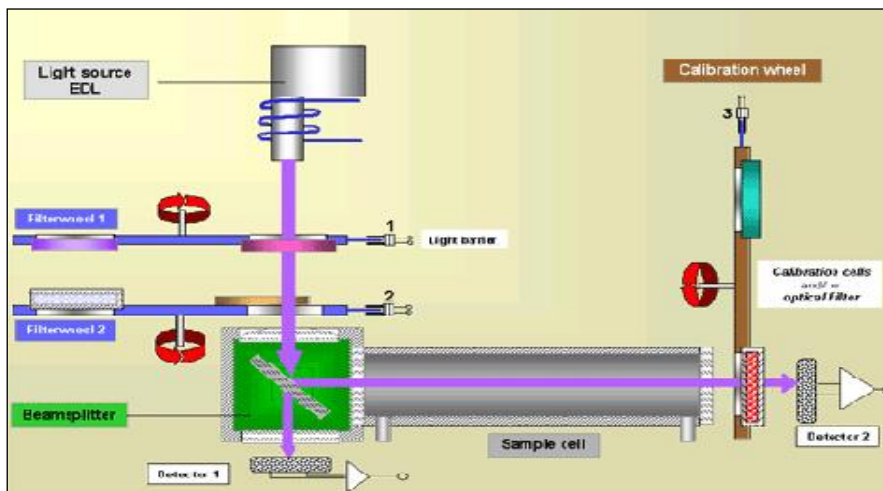 Light source
EDL
Calibration wheel
3
Filterwheel 1
1
Light barrier
2
Calibration cells
optical filter
Filterwheel 2
Beamsplitter
Sample cell
Detector 2
Detector 1